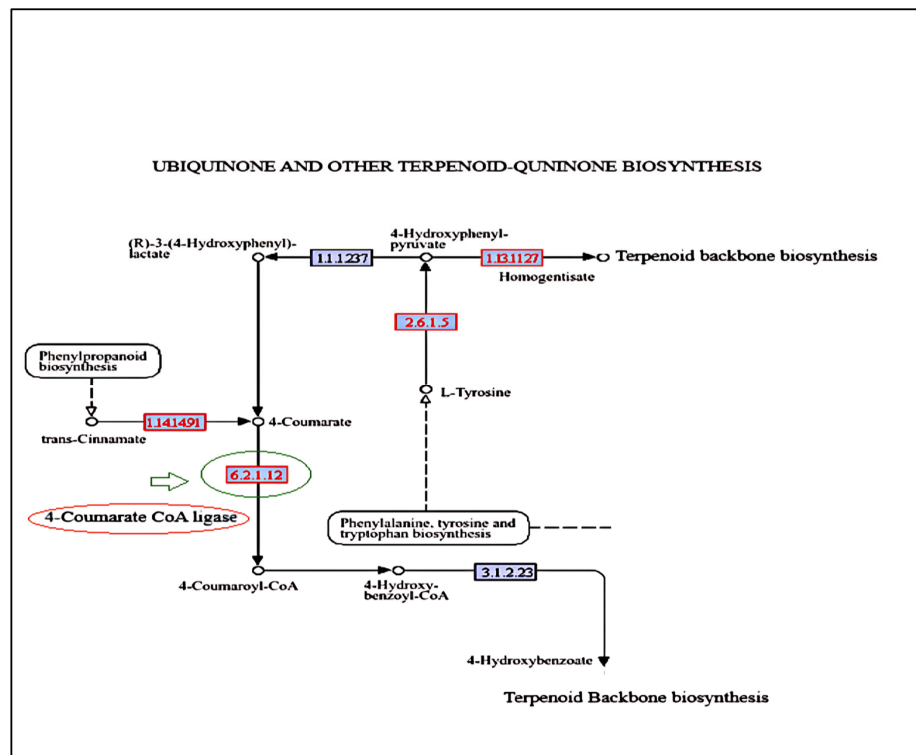 UBIQUINONE AND OTHER TERPENOID-QUNINONE BIOSYNTHESIS
(R)-3-(4-Hydroxyphenyl)-
lactate
1.1.1.237
4-Hydroxyphenyl-
pyruvate
1.13.1127
Homogentisate
Terpenoid backbone biosynthesis
2.6.1.5
Phenylpropanoid
biosynthesis
L-Tyrosine
trans-Cinnamate
1.14.14.91
4-Coumarate
6.2.1.12
4-Coumarate CoA ligase
Phenylalanine, tyrosine and
tryptophan biosynthesis
4-Coumaroyl-CoA
4-Hydroxy-
benzoyl-CoA
3.1.2.23
4-Hydroxybenzoate
Terpenoid Backbone biosynthesis